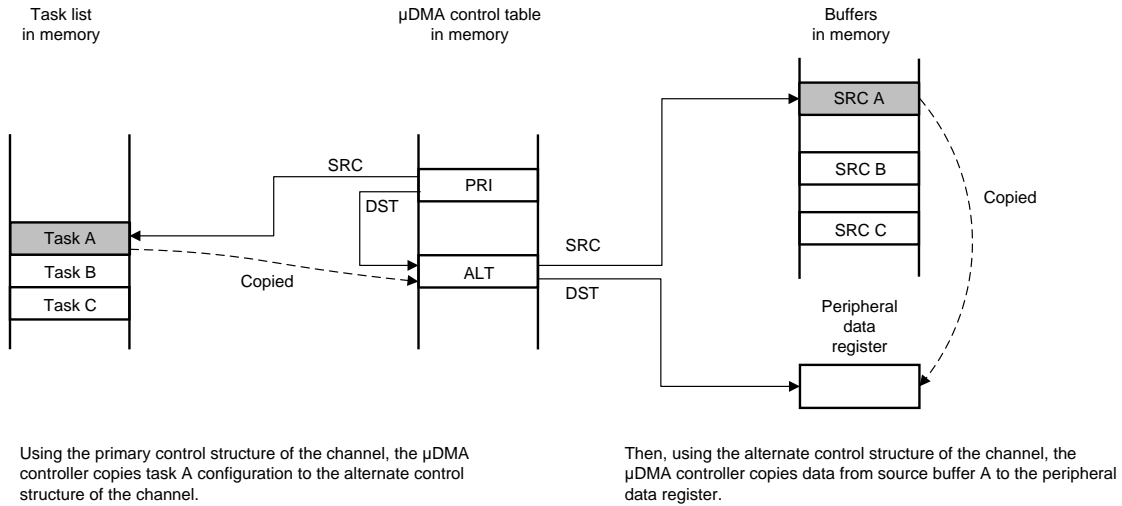 Task list
in memory
µDMA control table
in memory
Buffers
in memory
SRC A
SRC
PRI
SRC B
DST
Copied
Task A
SRC C
SRC
Task B
ALT
Copied
DST
Task C
Peripheral
data
register
Using the primary control structure of the channel, the µDMA
controller copies task A configuration to the alternate control
structure of the channel.
Then, using the alternate control structure of the channel, the
µDMA controller copies data from source buffer A to the peripheral
data register.